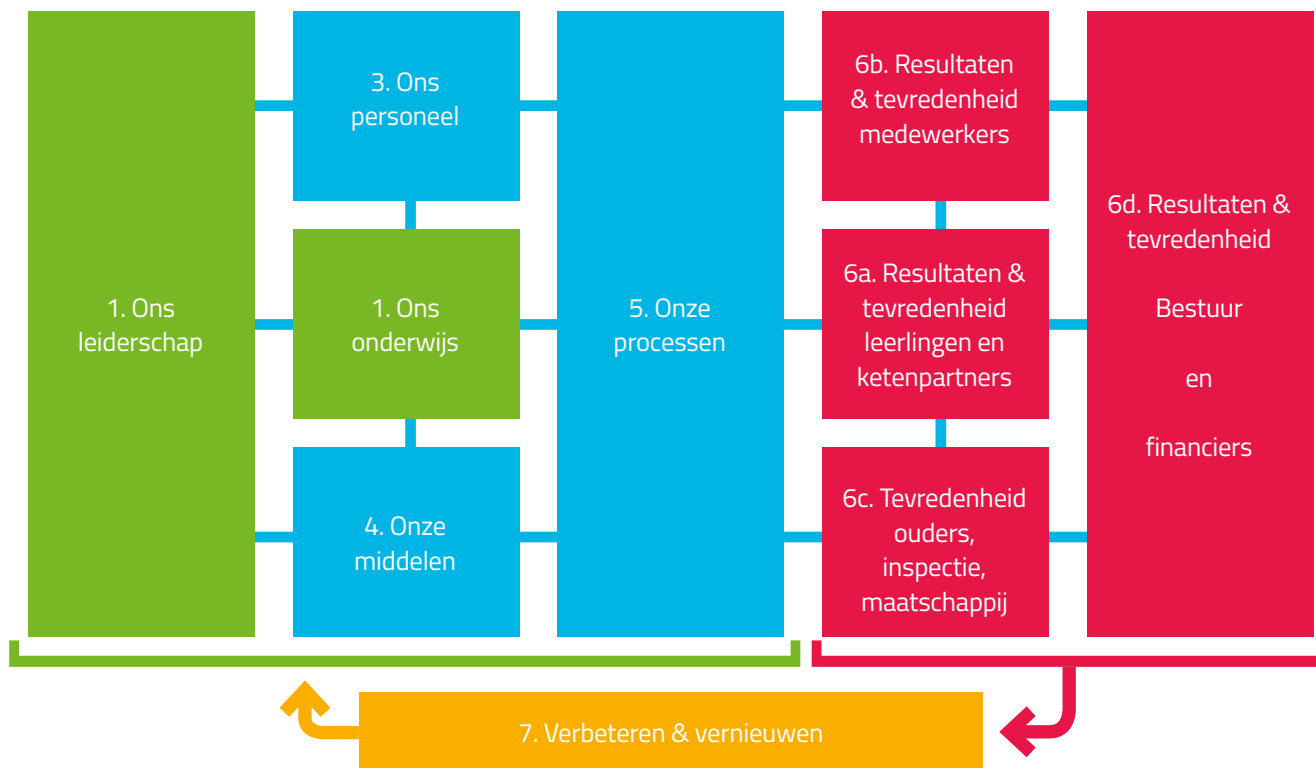 1. Ons
leiderschap
3. Ons
personeel
1. Ons
onderwijs
4. Onze
middelen
5. Onze
processen
6b. Resultaten
& tevredenheid
medewerkers
6a. Resultaten &
tevredenheid
leerlingen en
ketenpartners
6c. Tevredenheid
ouders,
inspectie,
maatschappij
6d. Resultaten &
tevredenheid
Bestuur
en
financiers
7. Verbeteren & vernieuwen